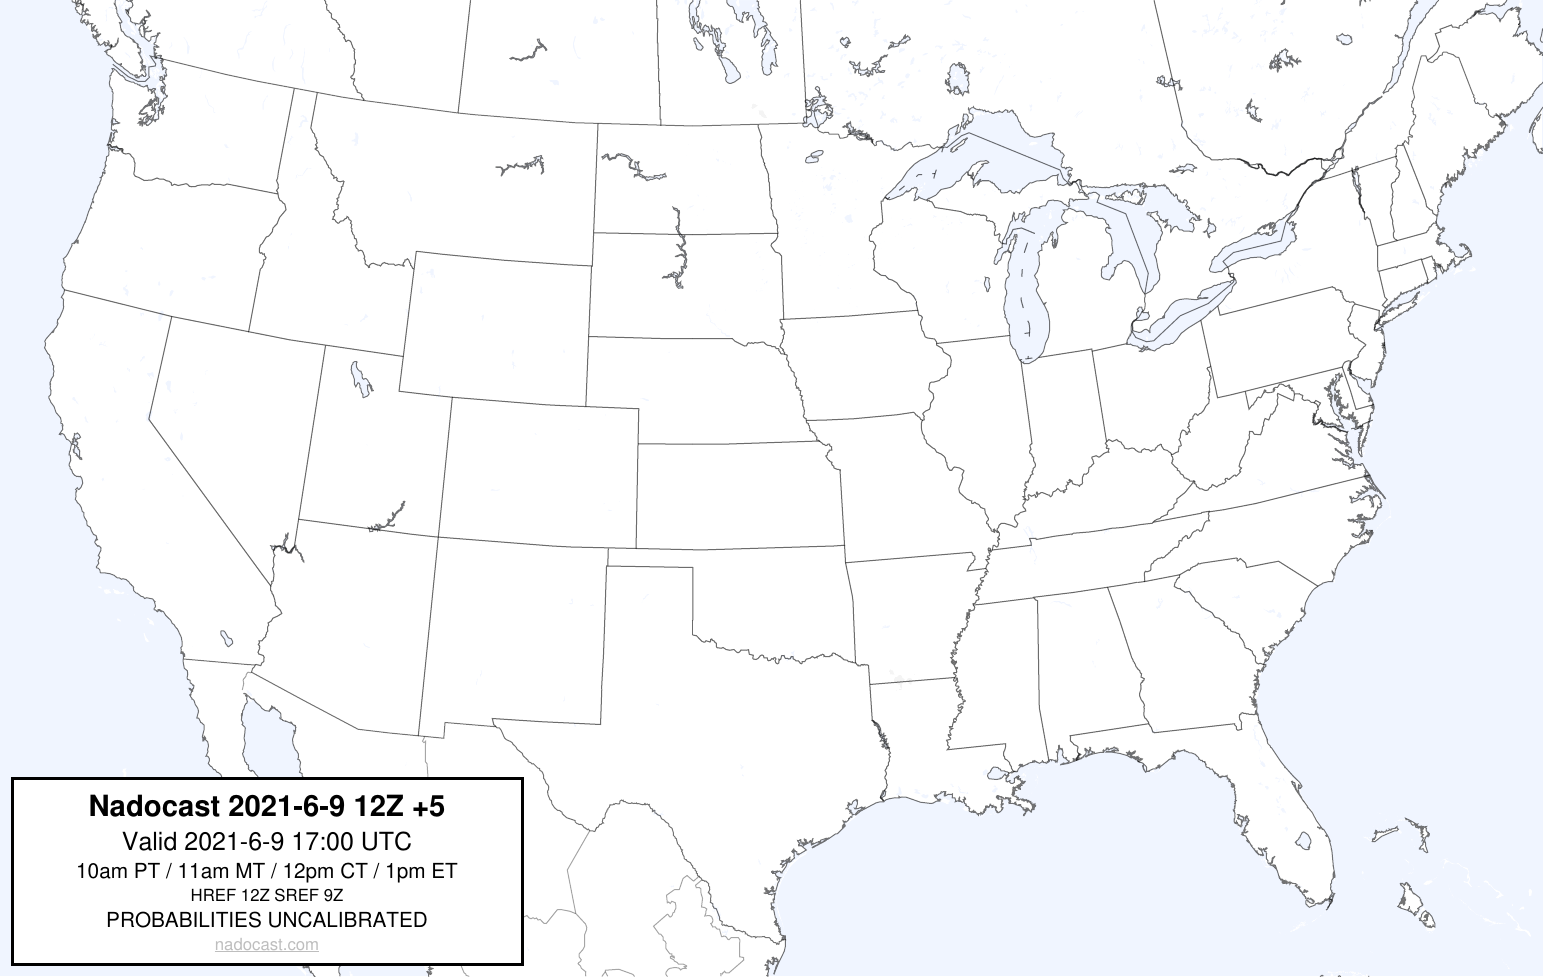 Nadocast 2021-6-9 12Z +5
Valid 2021-6-9 17:00 UTC
10am PT / 11am MT / 12pm CT / 1pm ET
HREF 12Z SREF 9Z
PROBABILITIES UNCALIBRATED
nadocast.com